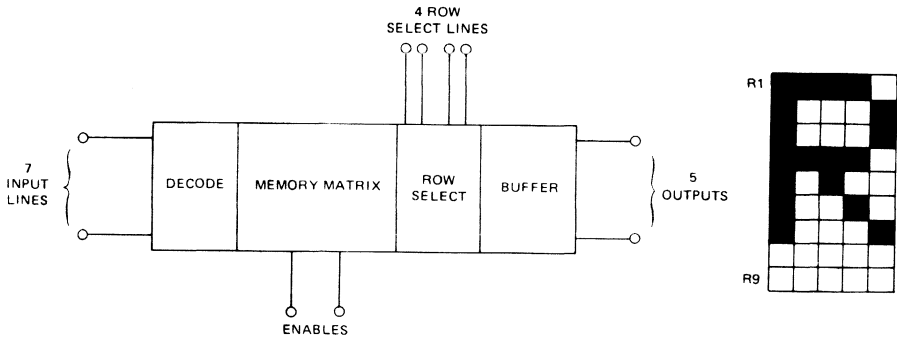 4 ROW
SELECT LINES
7
INPUT
LINES
DECODE
MEMORY MATRIX
ROW
SELECT
BUFFER
5
OUTPUTS
ENABLES
R1
R9